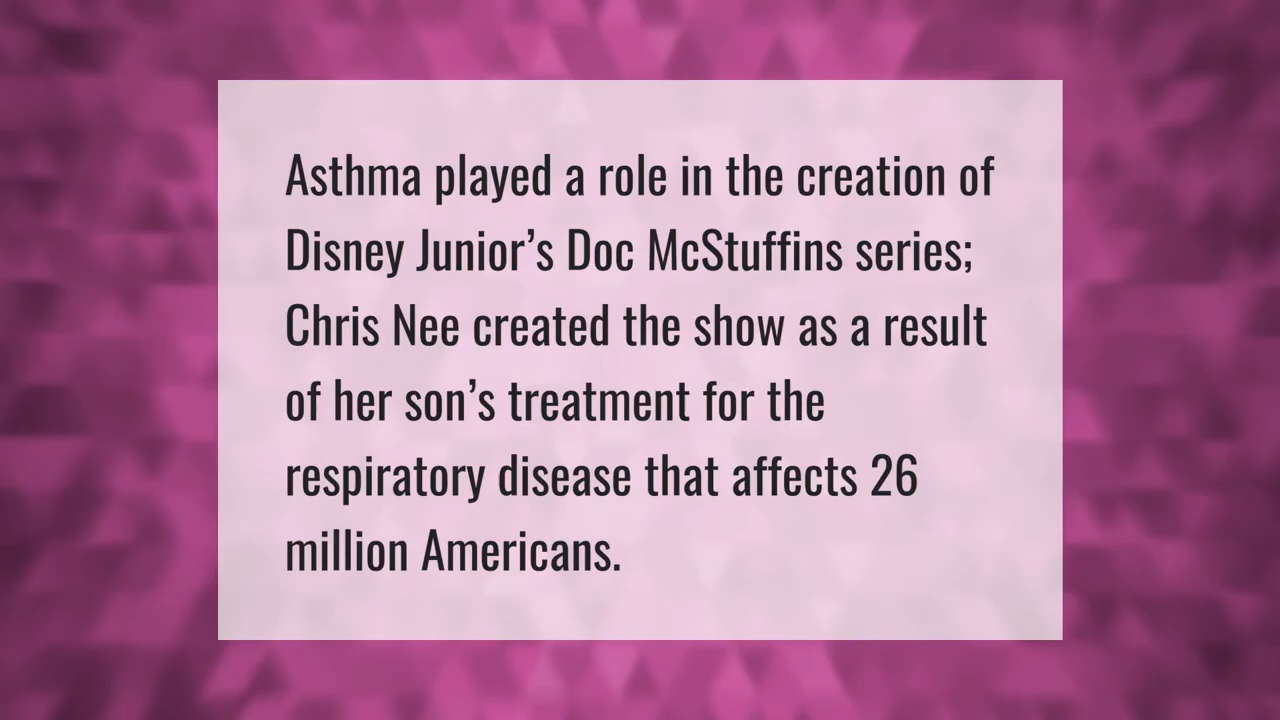 Asthma played a role in the creation of
Disney Junior’s Doc McStuffins series;
Chris Nee created the show as a result
of her son’s treatment for the
respiratory disease that affects 26
million Americans.